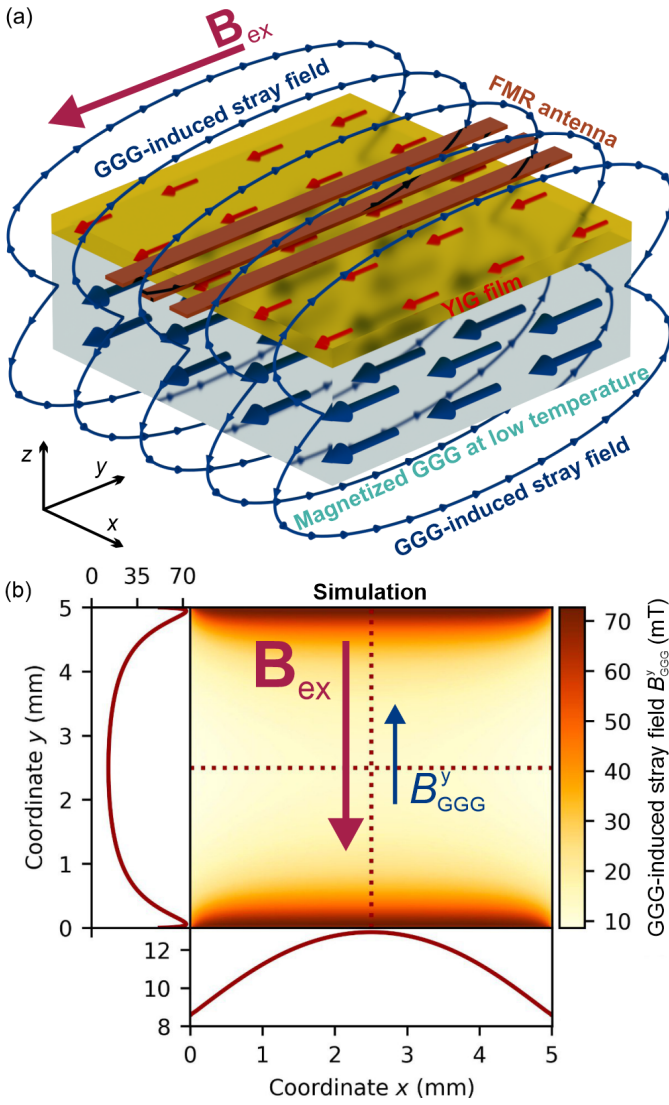 (a)
B ex
GGG-induced stray field
FMR antenna
YIG film
Magnetized GGG at low temperature
GGG-induced stray field
z
y
x
(b)
0 35 70
Simulation
5
4
3
2
1
0
Coordinate y (mm)
B ex
B y GGG
70
60
50
40
30
20
10
GGG-induced stray field B y GGG (mT)
12
10
8
0 1 2 3 4 5
Coordinate x (mm)